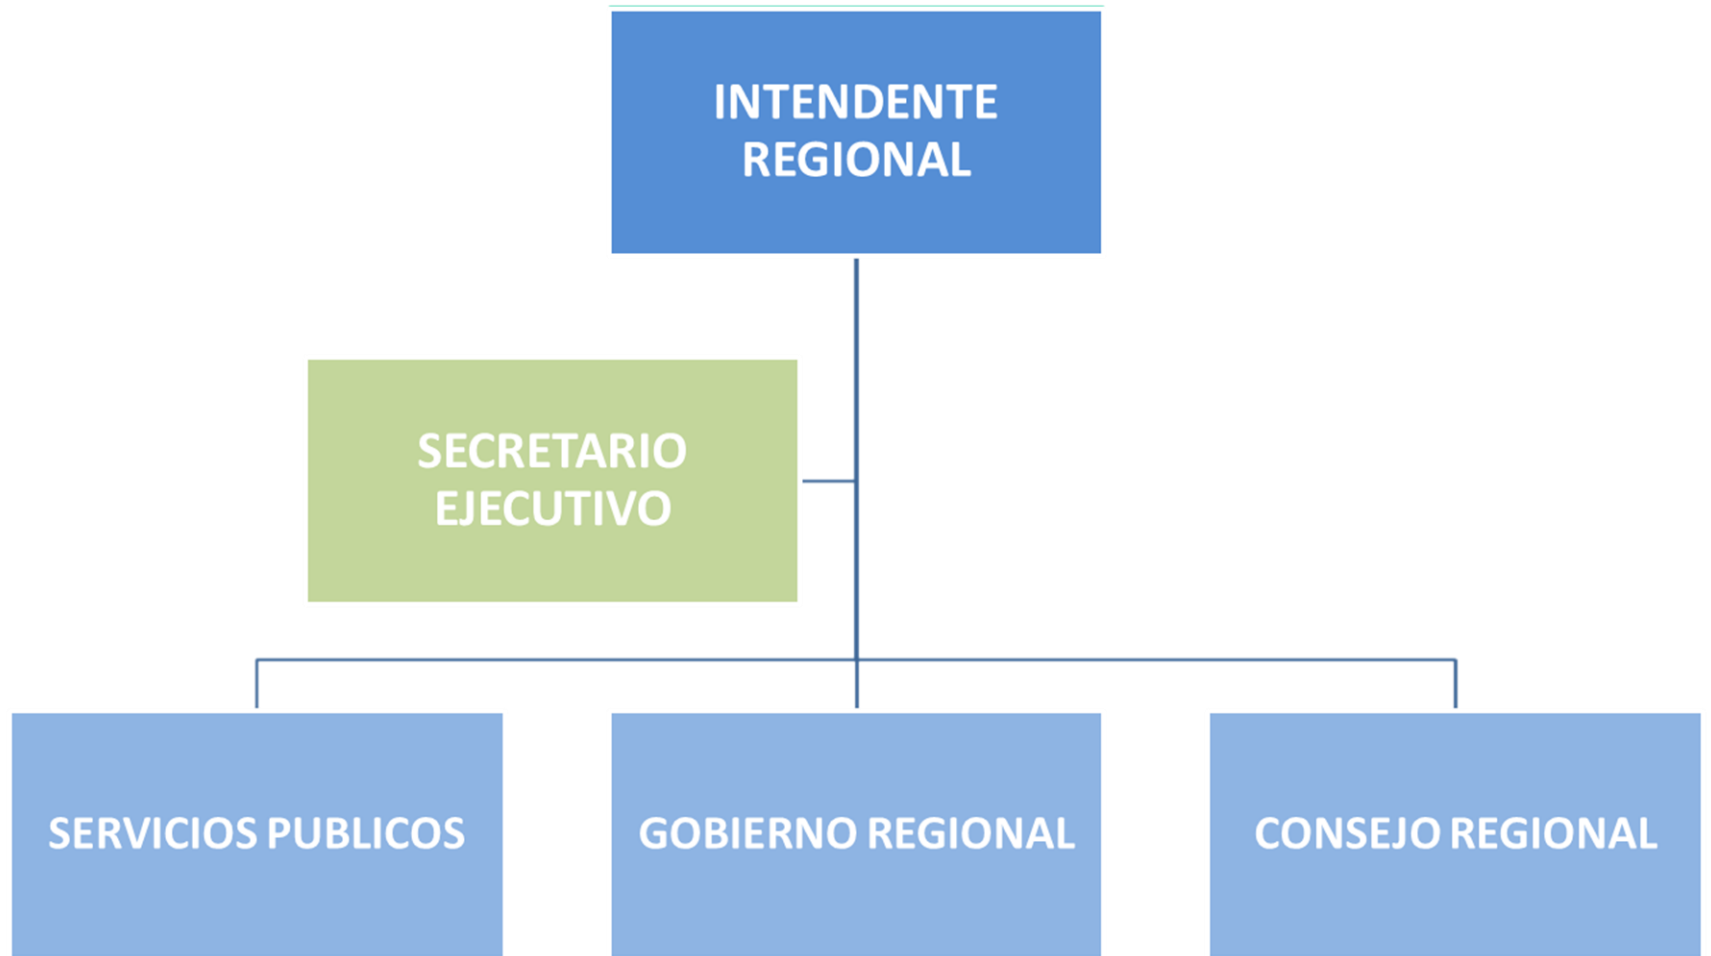 INTENDENTE
REGIONAL
SECRETARIO
EJECUTIVO
SERVICIOS PUBLICOS
GOBIERNO REGIONAL
CONSEJO REGIONAL